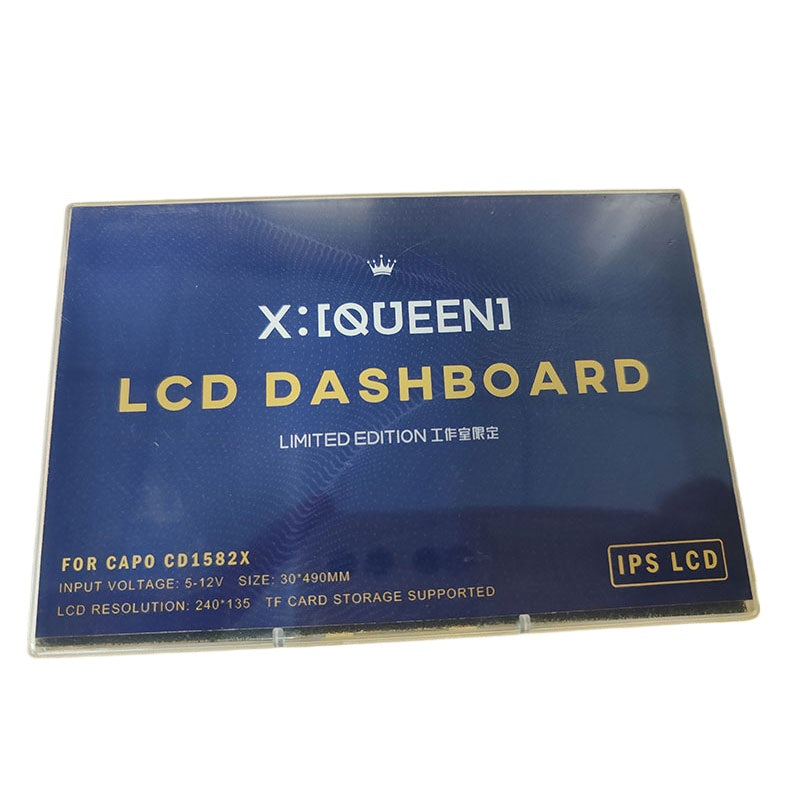 X:[QUEEN]
LCD DASHBOARD
LIMITED EDITION 工作室限定
FOR CAPO CD1582X
INPUT VOLTAGE: 5-12V SIZE: 30*490MM
LCD RESOLUTION: 240*135 TF CARD STORAGE SUPPORTED
IPS LCD